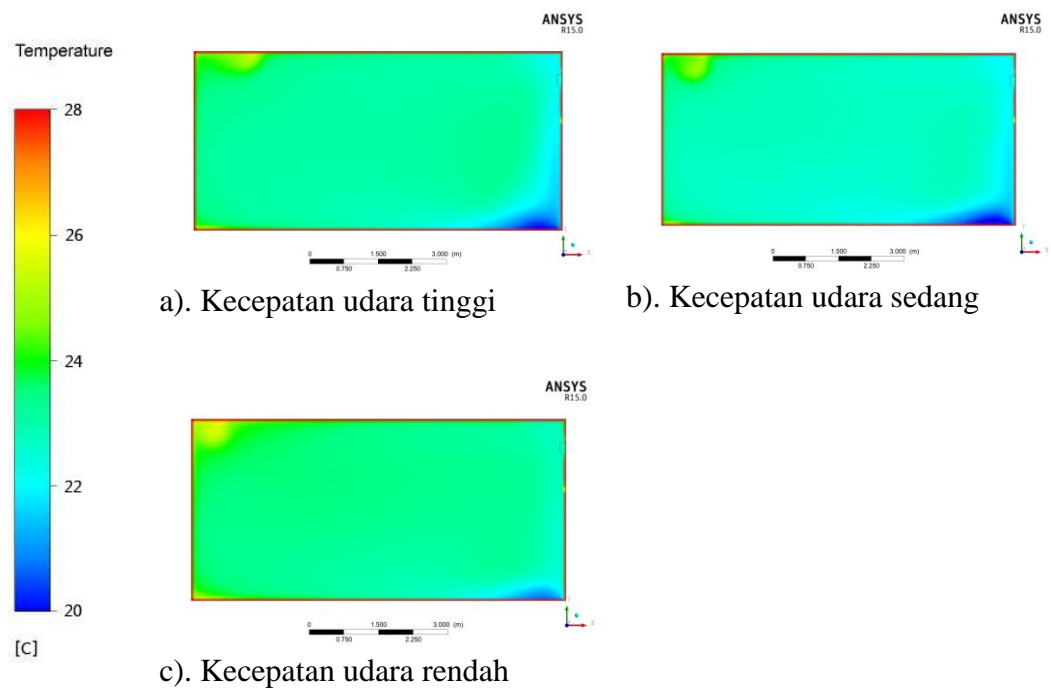 Temperature
28
26
24
22
20
[C]
ANSYS
R15.0
0 1.500 3.000 (m)
0.750 2.250
Y
X
a). Kecepatan udara tinggi
ANSYS
R15.0
0 1.500 3.000 (m)
0.750 2.250
Y
X
b). Kecepatan udara sedang
ANSYS
R15.0
0 1.500 3.000 (m)
0.750 2.250
Y
X
c). Kecepatan udara rendah